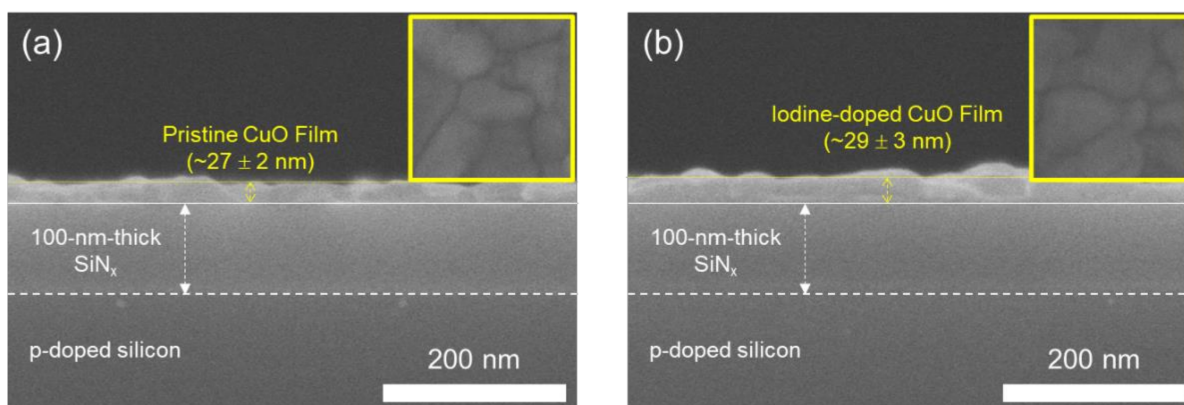 (a)
Pristine CuO Film
(~27 ± 2 nm)
100-nm-thick
SiNₓ
p-doped silicon
200 nm
(b)
Iodine-doped CuO Film
(~29 ± 3 nm)
100-nm-thick
SiNₓ
p-doped silicon
200 nm